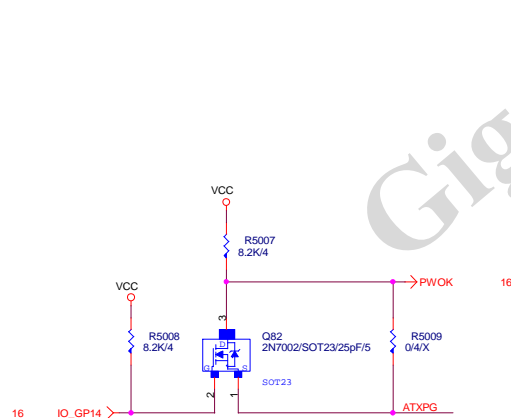 Gig
VCC
R5007
8.2K/4
PWOK
16
VCC
R5008
8.2K/4
3
Q82
2N7002/SOT23/25pF/5
R5009
0/4/X
D
G
S
SOT23
2
1
16
IO_GP14
ATXPG